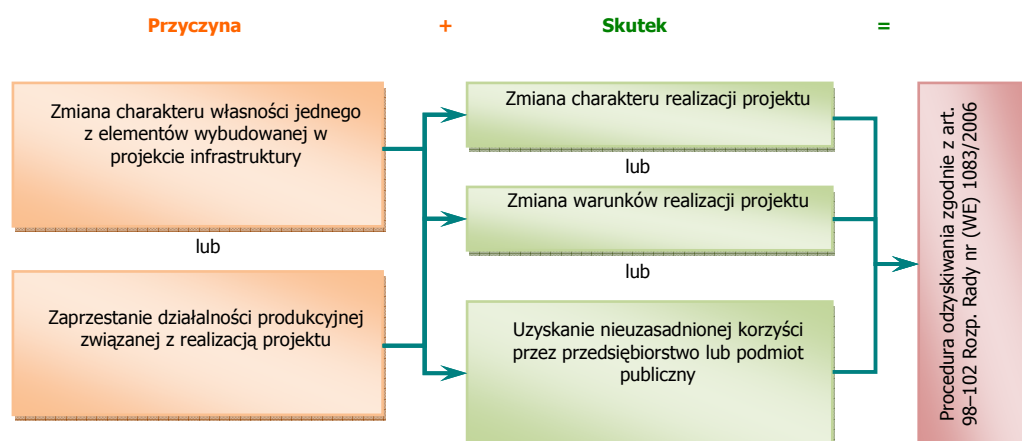 Przyczyna + Skutek =
Zmiana charakteru własności jednego
z elementów wybudowanej w
projekcie infrastruktury
lub
Zaprzestanie działalności produkcyjnej
związanej z realizacją projektu
Zmiana charakteru realizacji projektu
lub
Zmiana warunków realizacji projektu
lub
Uzyskanie nieuzasadnionej korzyści
przez przedsiębiorstwo lub podmiot
publiczny
Procedura odzyskiwania zgodnie z art.
98–102 Rozp. Rady nr (WE) 1083/2006